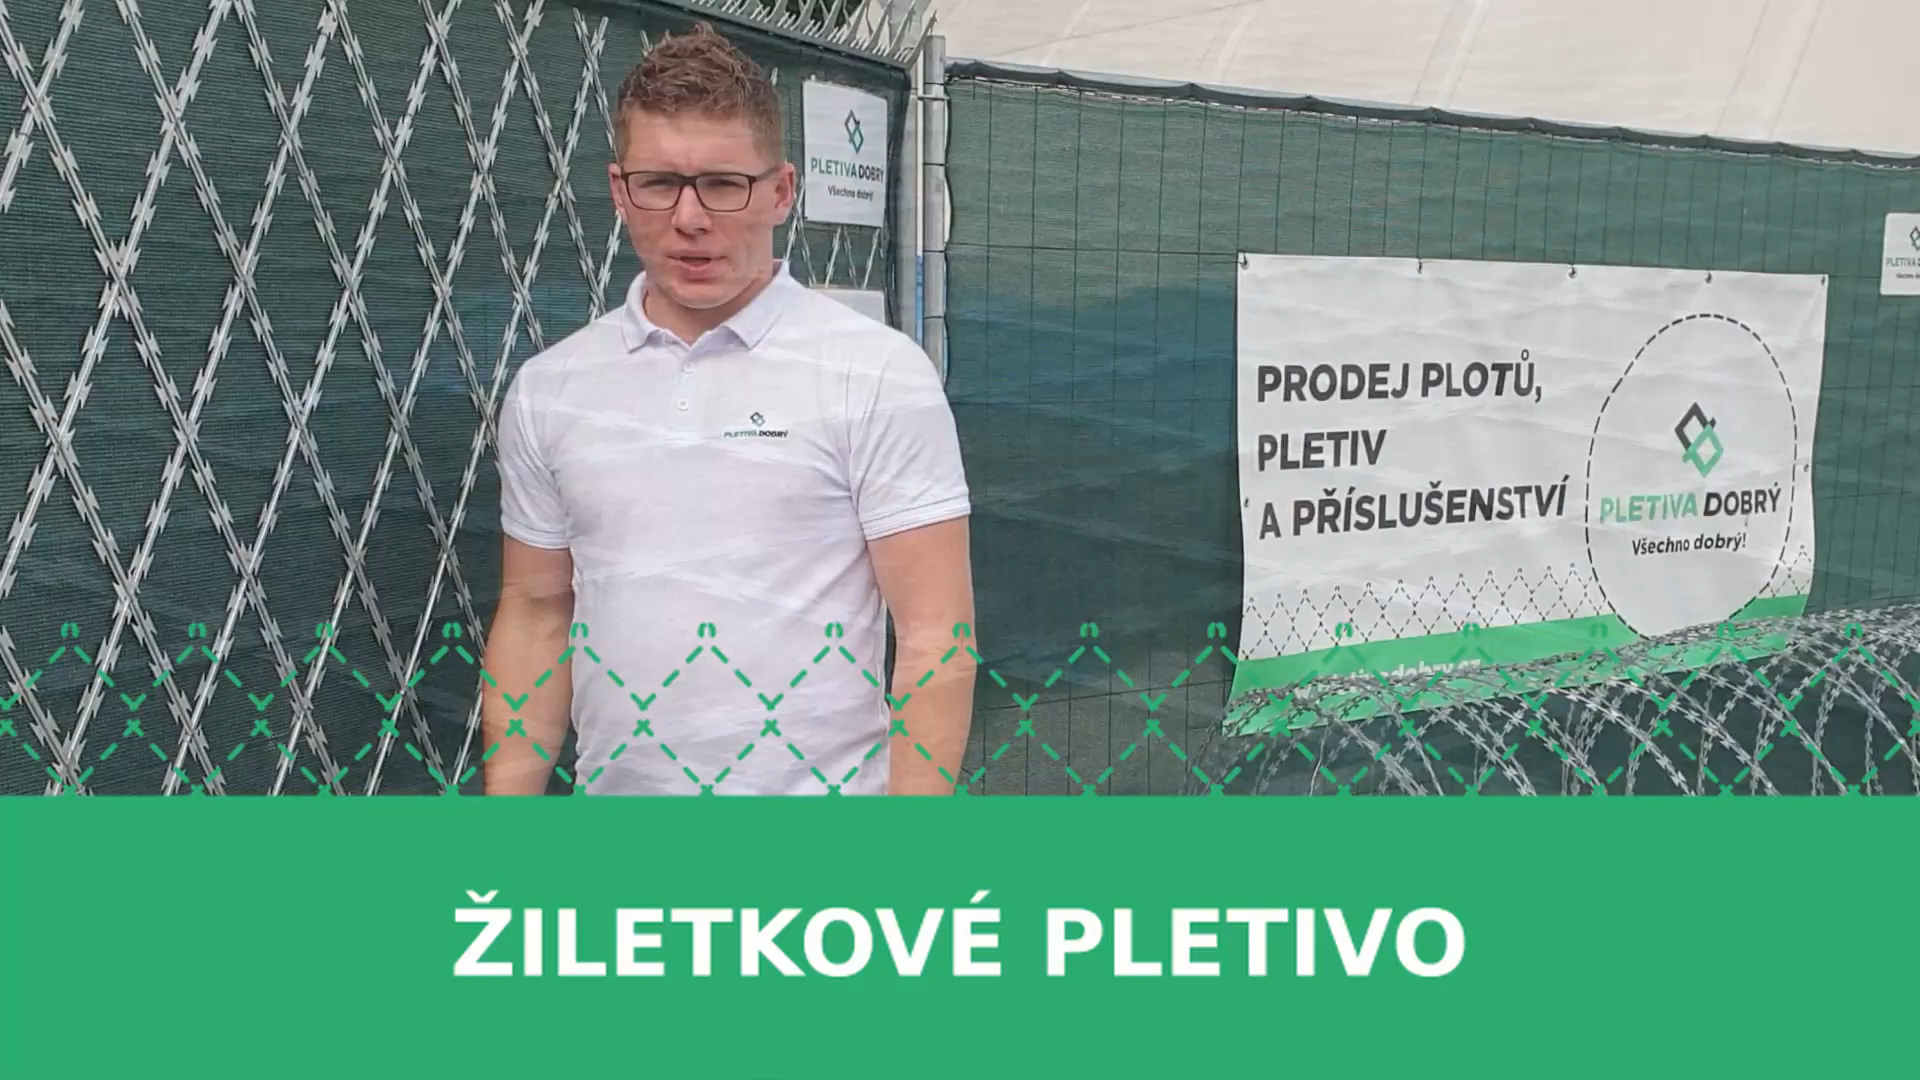 PLETIVA DOBRÝ
Všechno dobrý!
PRODEJ PLOTŮ,
PLETIV
A PŘÍSLUŠENSTVÍ
PLETIVA DOBRÝ
Všechno dobrý!
PLETIVA DOBRÝ
ŽILETKOVÉ PLETIVO